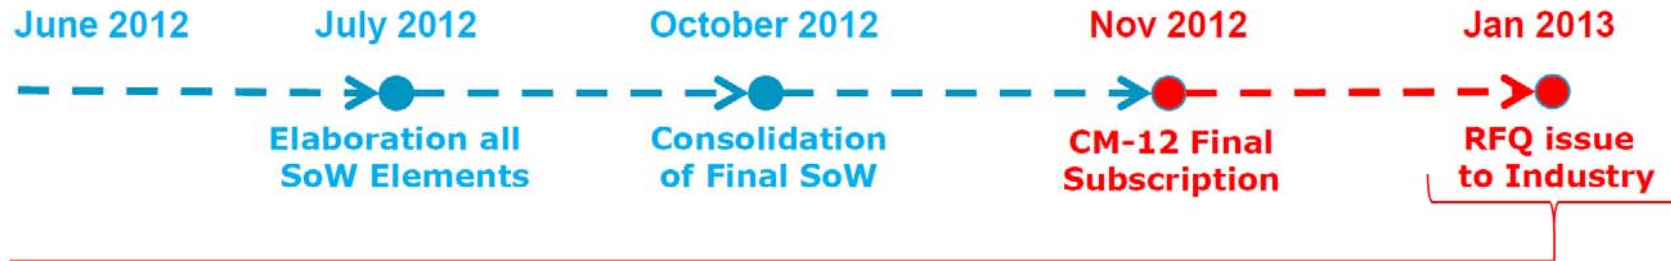 June 2012
July 2012
October 2012
Nov 2012
Jan 2013
Elaboration all
SoW Elements
Consolidation
of Final SoW
CM-12 Final
Subscription
RFQ issue
to Industry